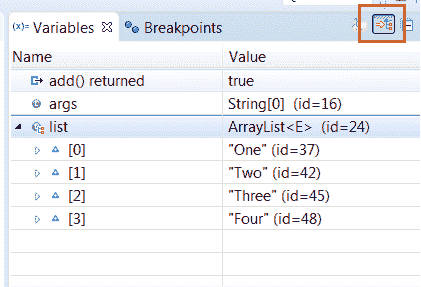 (x)= Variables Breakpoints
Name Value
add() returned true
args String[0] (id=16)
list ArrayList<E> (id=24)
[0] "One" (id=37)
[1] "Two" (id=42)
[2] "Three" (id=45)
[3] "Four" (id=48)